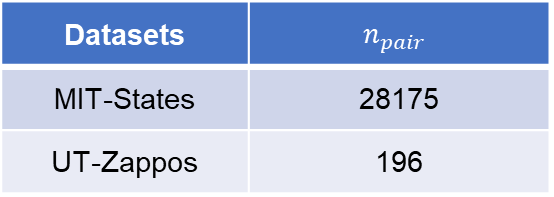 Datasets n_pair
MIT-States 28175
UT-Zappos 196